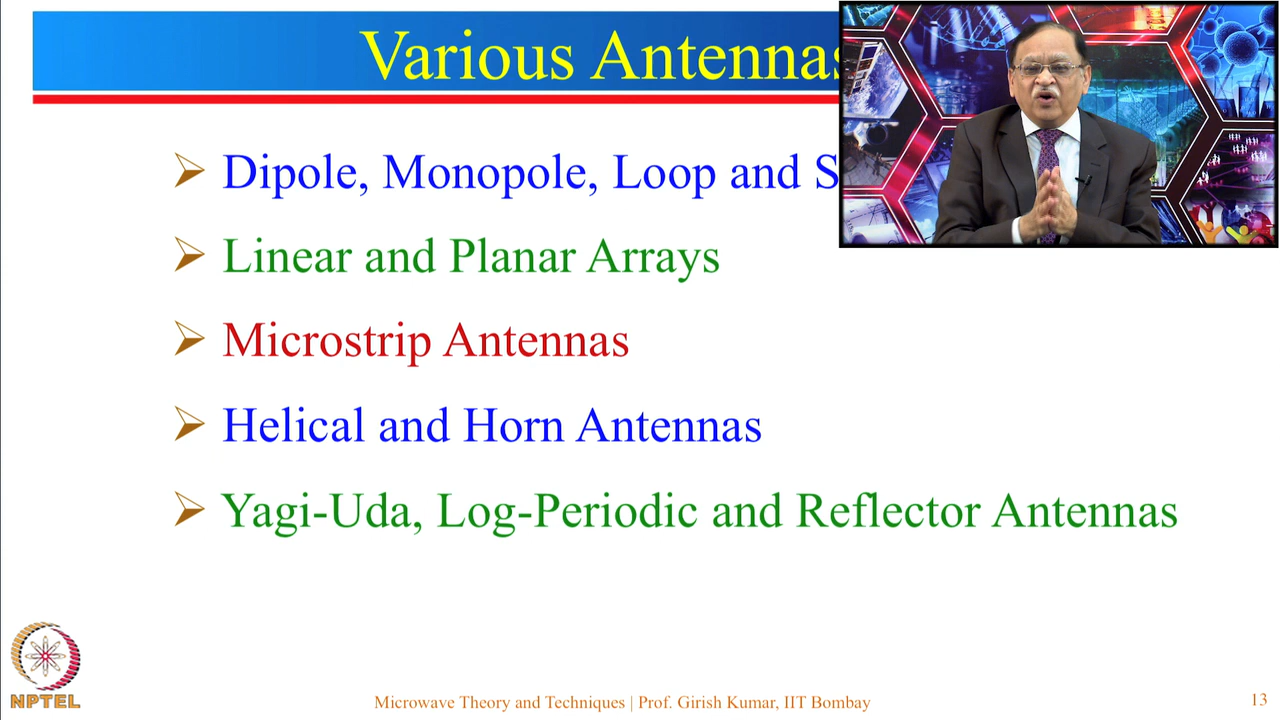 Various Antennas
Dipole, Monopole, Loop and S
Linear and Planar Arrays
Microstrip Antennas
Helical and Horn Antennas
Yagi-Uda, Log-Periodic and Reflector Antennas
NPTEL
Microwave Theory and Techniques | Prof. Girish Kumar, IIT Bombay
13